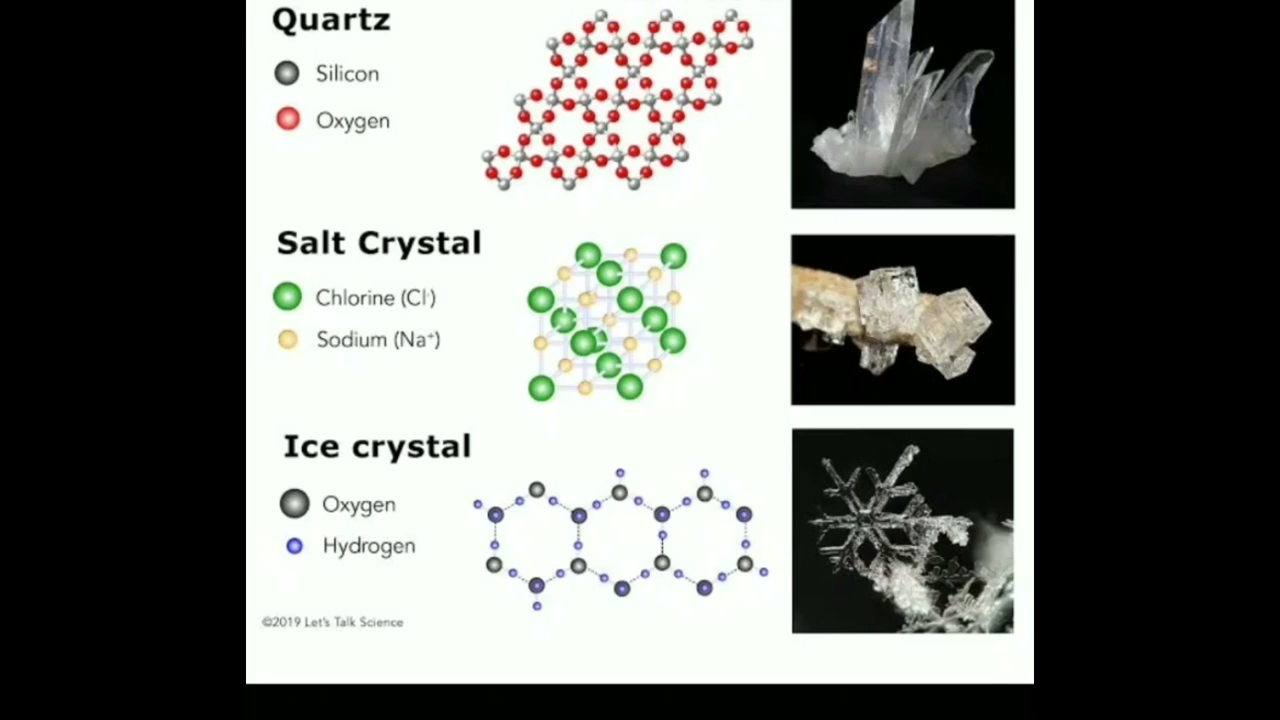 Quartz
Silicon
Oxygen
Salt Crystal
Chlorine (Cl⁻)
Sodium (Na⁺)
Ice crystal
Oxygen
Hydrogen
©2019 Let's Talk Science